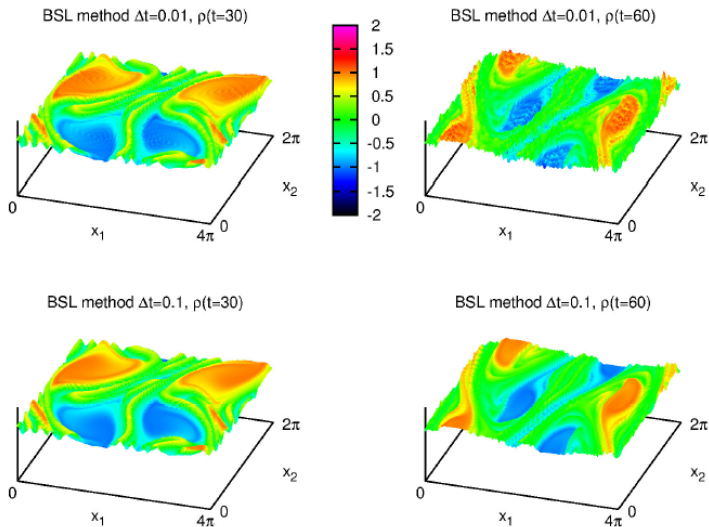 BSL method Δt=0.01, ρ(t=30)
BSL method Δt=0.01, ρ(t=60)
2
1.5
1
0.5
0
-0.5
-1
-1.5
-2
0
x1
4π
0
x2
2π
0
x1
4π
0
x2
2π
BSL method Δt=0.1, ρ(t=30)
BSL method Δt=0.1, ρ(t=60)
0
x1
4π
0
x2
2π
0
x1
4π
0
x2
2π